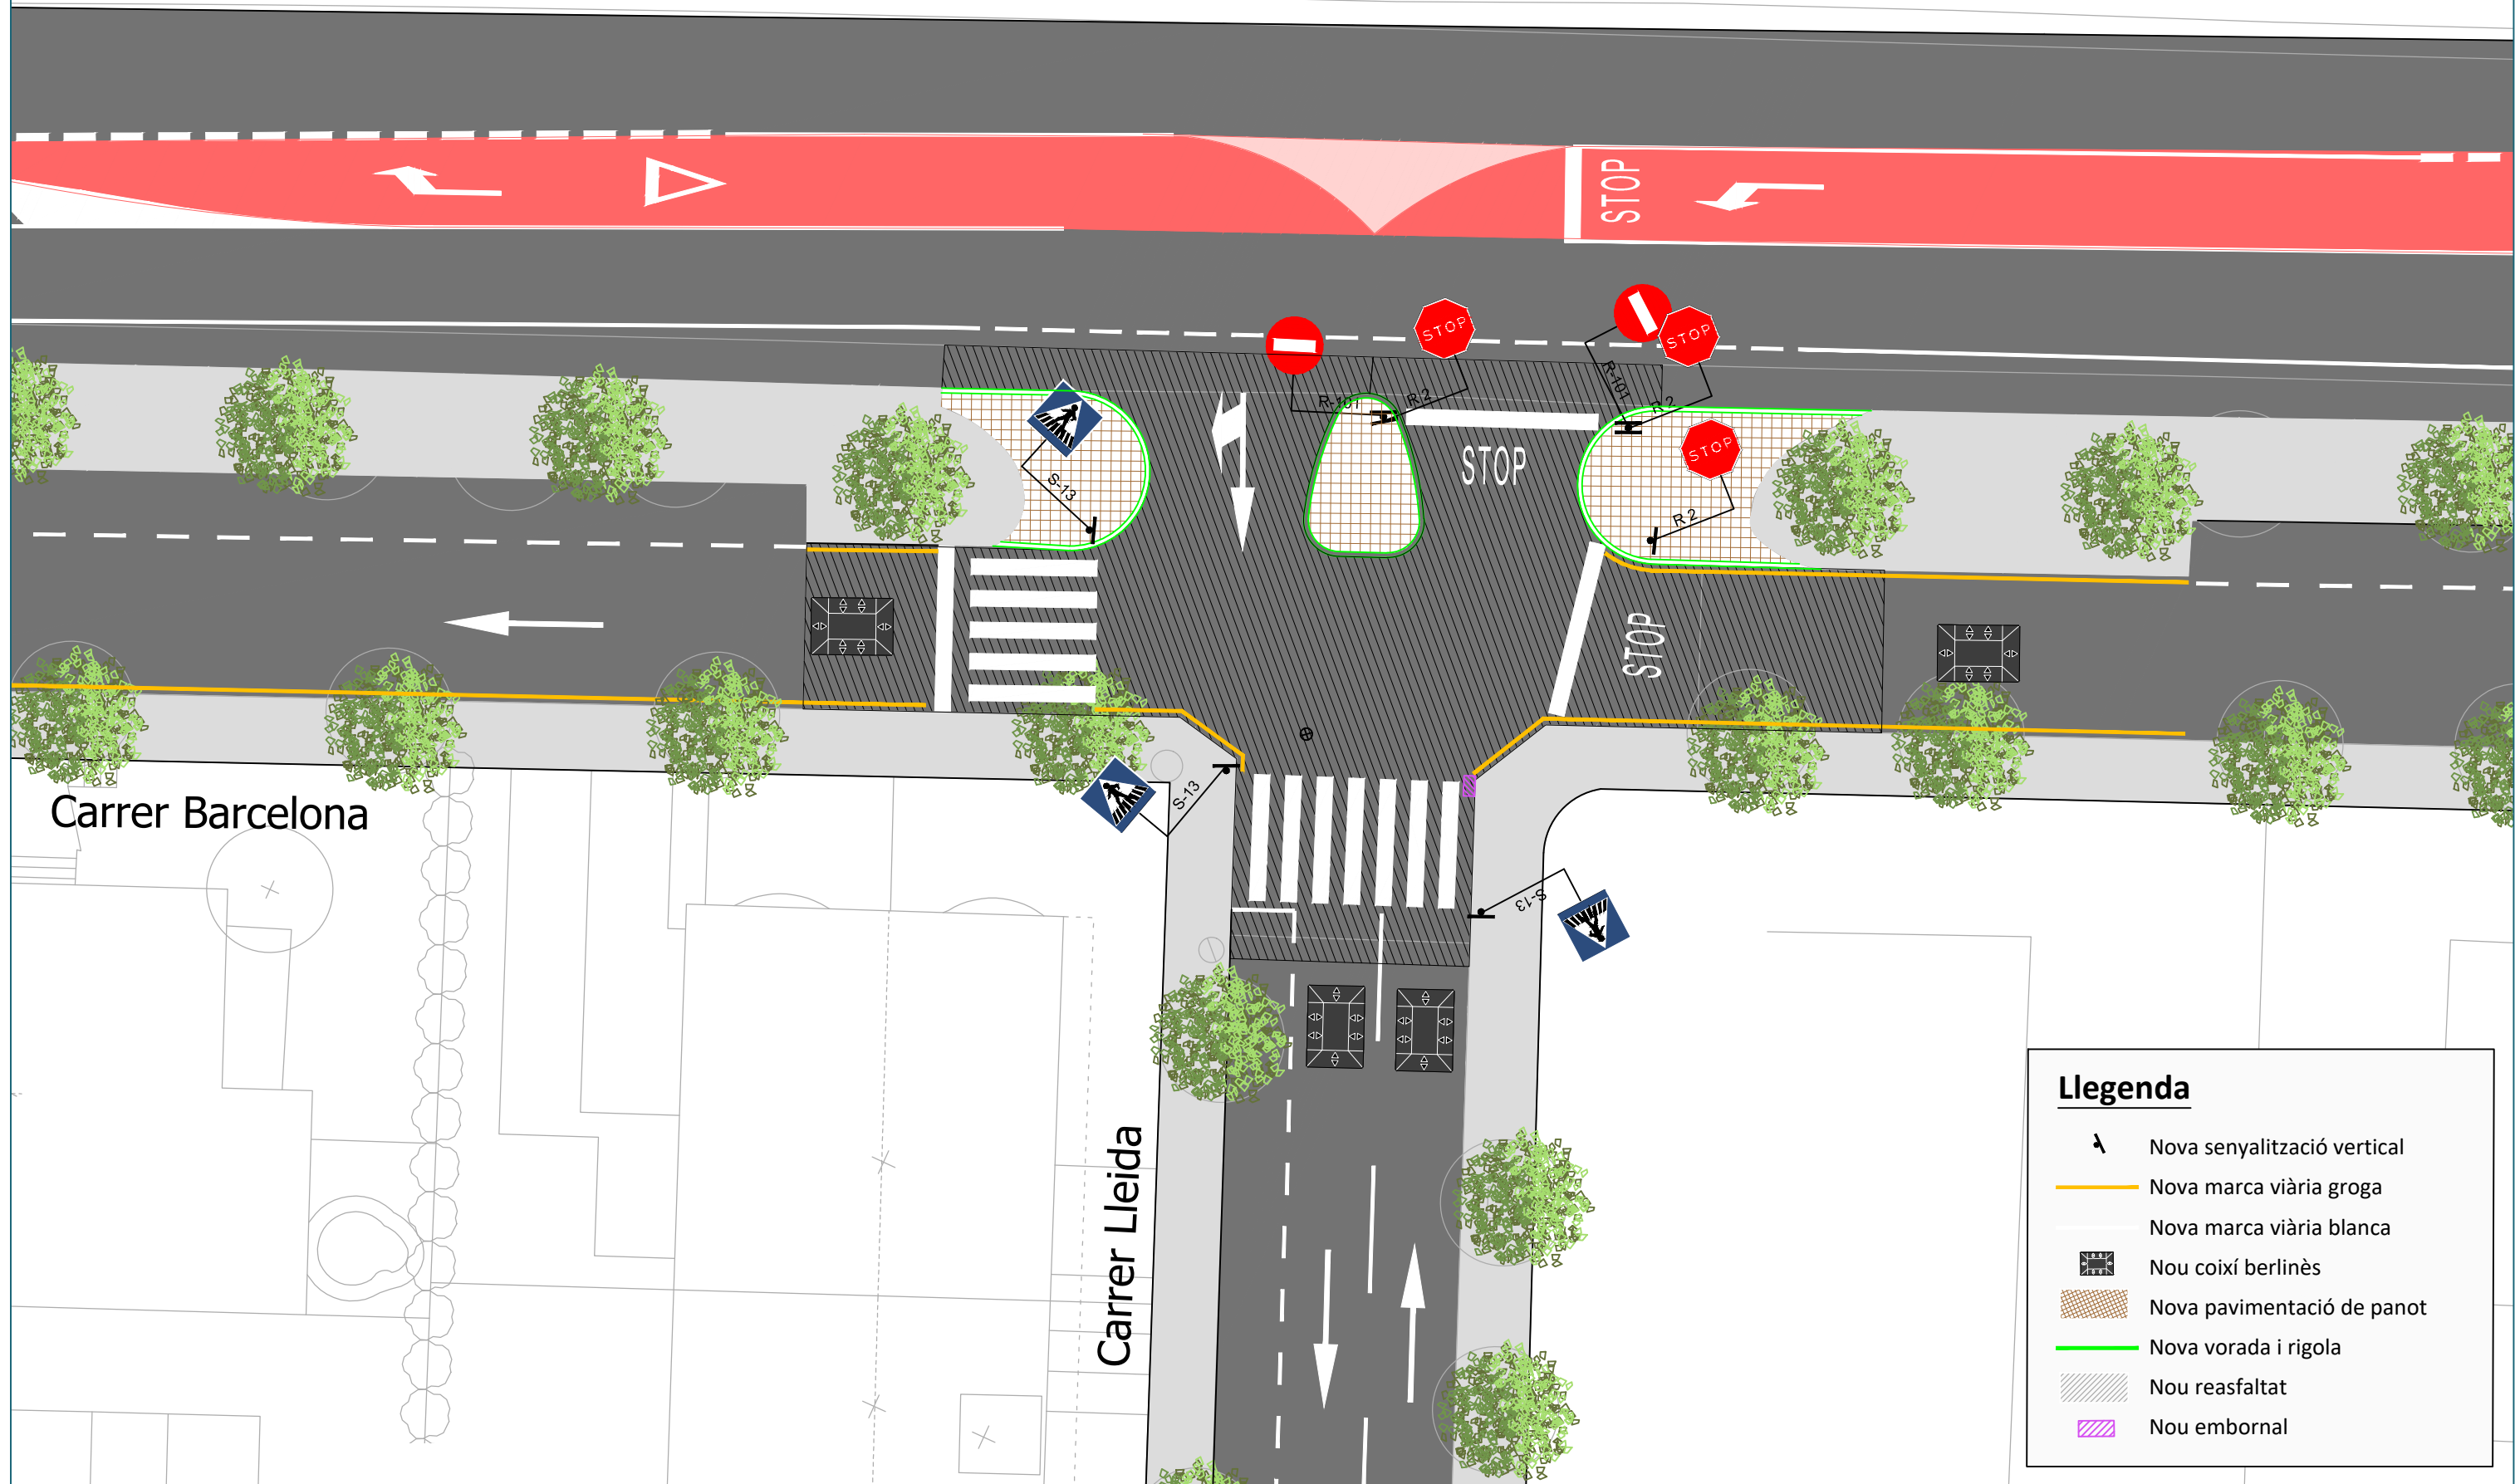 STOP
STOP
STOP
R-101
R-101
R-2
R-2
STOP
STOP
S-13
R-2
STOP
Carrer Barcelona
S-13
S-13
Carrer Lleida
Llegenda
Nova senyalització vertical
Nova marca viària groga
Nova marca viària blanca
Nou coixí berlinès
Nova pavimentació de panot
Nova vorada i rigola
Nou reasfaltat
Nou embornal